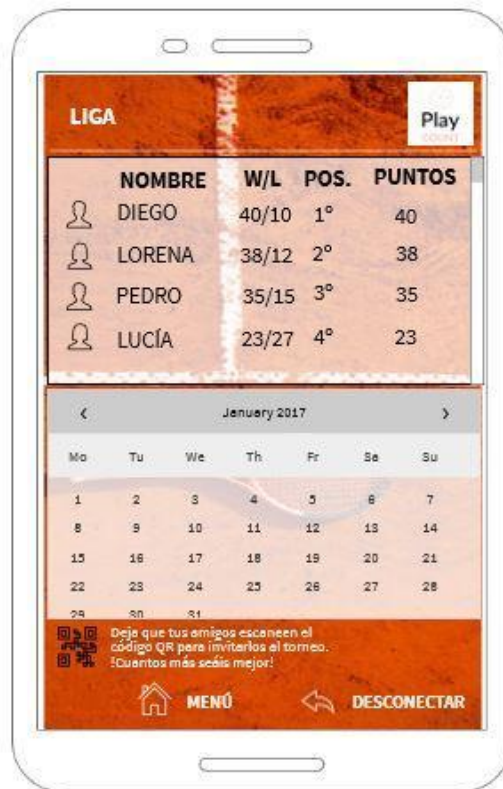 LIGA
Play
COUNT
NOMBRE W/L POS. PUNTOS
DIEGO 40/10 1º 40
LORENA 38/12 2º 38
PEDRO 35/15 3º 35
LUCÍA 23/27 4º 23
‹ January 2017 ›
Mo Tu We Th Fr Sa Su
1 2 3 4 5 6 7
8 9 10 11 12 13 14
15 16 17 18 19 20 21
22 23 24 25 26 27 28
29 30 31
Deja que tus amigos escaneen el
código QR para invitarlos al torneo.
!Cuantos más seáis mejor!
MENÚ DESCONECTAR